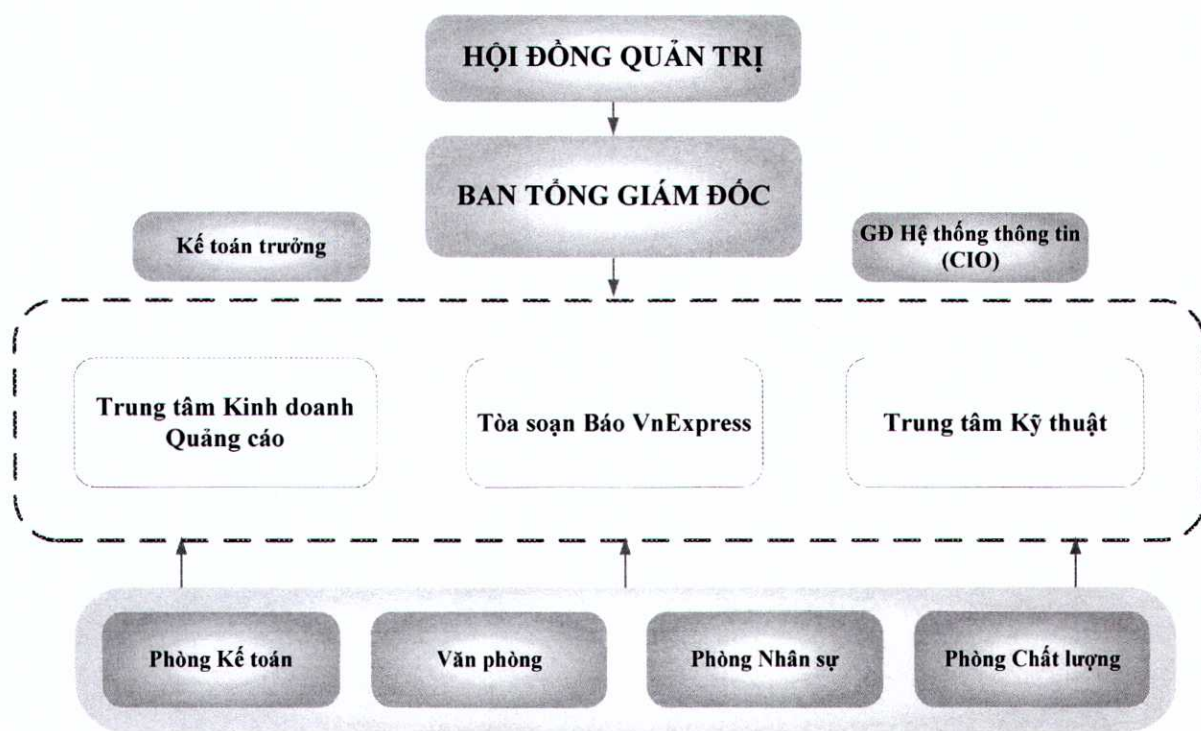 HỘI ĐỒNG QUẢN TRỊ
BAN TỔNG GIÁM ĐỐC
Kế toán trưởng
GĐ Hệ thống thông tin
(CIO)
Trung tâm Kinh doanh
Quảng cáo
Tòa soạn Báo VnExpress
Trung tâm Kỹ thuật
Phòng Kế toán
Văn phòng
Phòng Nhân sự
Phòng Chất lượng